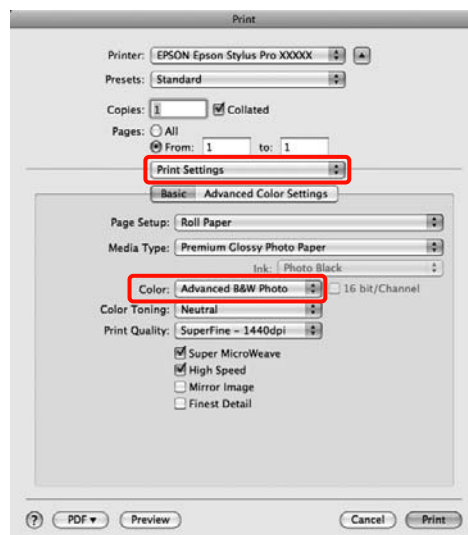 Print
Printer: EPSON Epson Stylus Pro XXXXX
Presets: Standard
Copies: 1 Collated
Pages: All
From: 1 to: 1
Print Settings
Basic Advanced Color Settings
Page Setup: Roll Paper
Media Type: Premium Glossy Photo Paper
Ink: Photo Black
Color: Advanced B&W Photo 16 bit/Channel
Color Toning: Neutral
Print Quality: SuperFine - 1440dpi
Super MicroWeave
High Speed
Mirror Image
Finest Detail
? PDF Preview Cancel Print